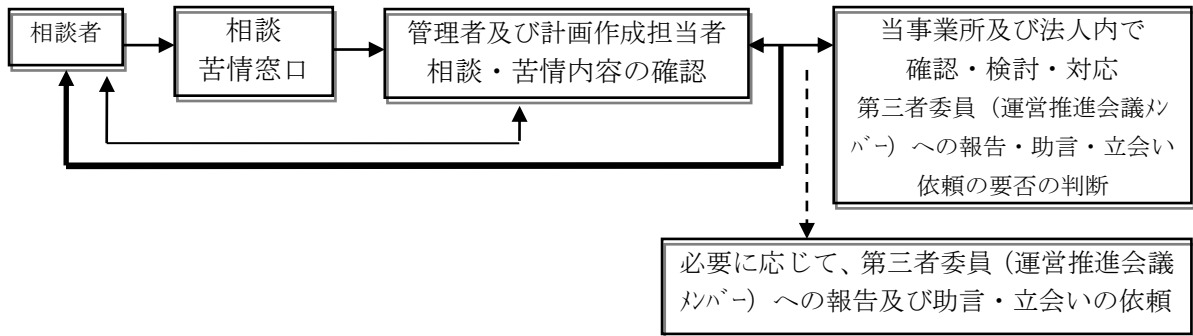 相談者
相談
苦情窓口
管理者及び計画作成担当者
相談・苦情内容の確認
当事業所及び法人内で
確認・検討・対応
第三者委員（運営推進会議ﾒﾝ
ﾊﾞｰ）への報告・助言・立会い
依頼の要否の判断
必要に応じて、第三者委員（運営推進会議
ﾒﾝﾊﾞｰ）への報告及び助言・立会いの依頼